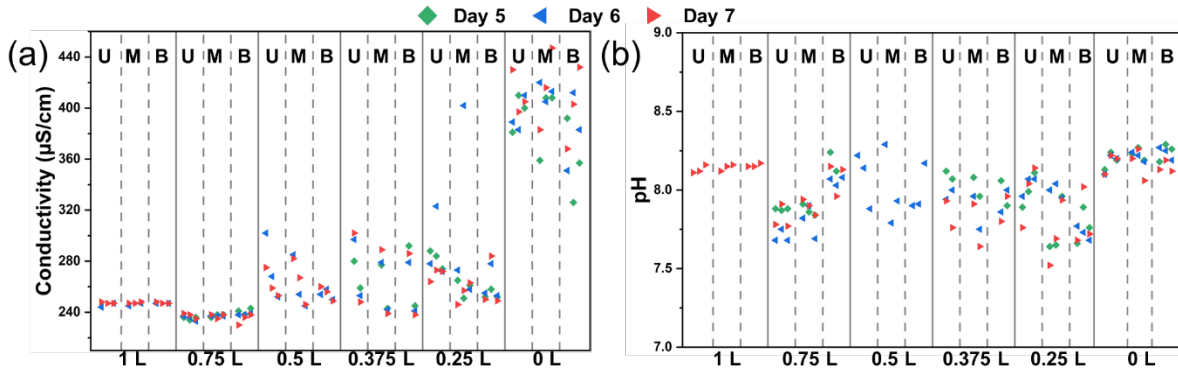 Day 5 Day 6 Day 7
(a)
U M B U M B U M B U M B U M B U M B
Conductivity (μS/cm)
440
400
360
320
280
240
1 L 0.75 L 0.5 L 0.375 L 0.25 L 0 L
(b)
U M B U M B U M B U M B U M B U M B
pH
9.0
8.5
8.0
7.5
7.0
1 L 0.75 L 0.5 L 0.375 L 0.25 L 0 L